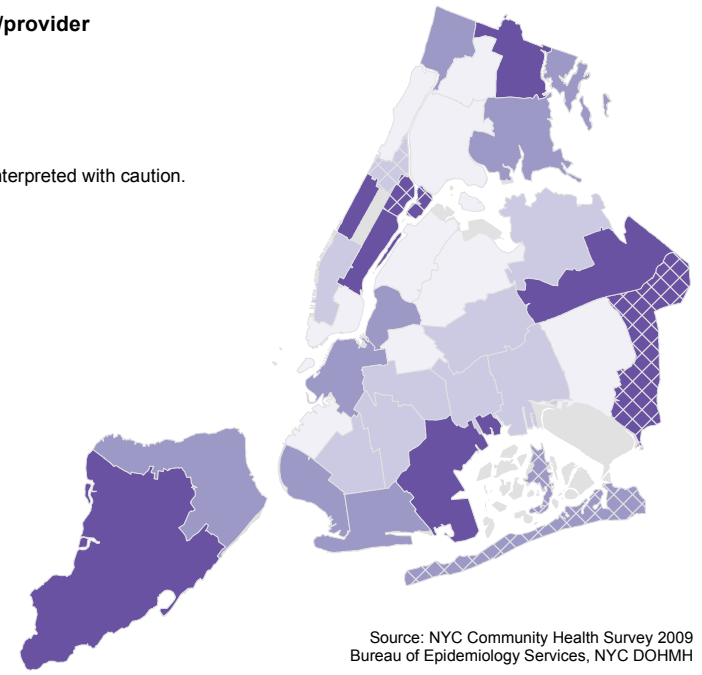 /provider
nterpreted with caution.
Source: NYC Community Health Survey 2009
Bureau of Epidemiology Services, NYC DOHMH